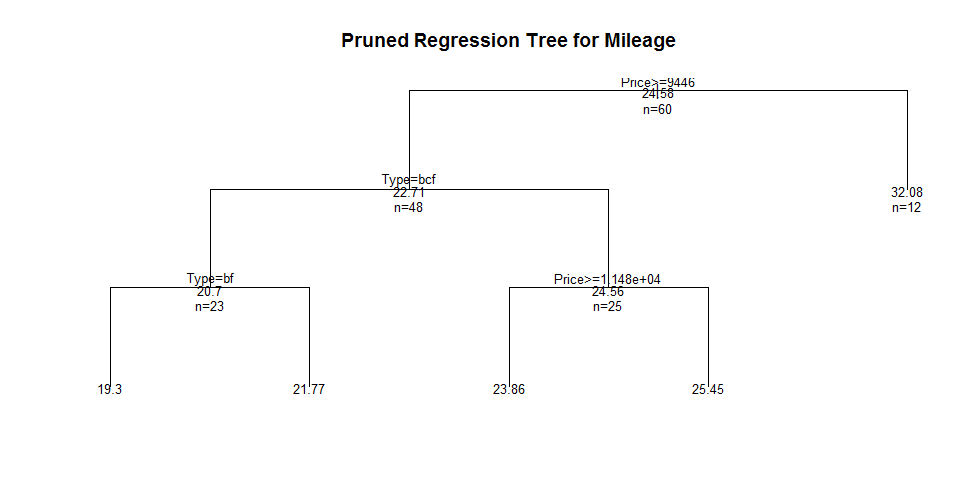 Pruned Regression Tree for Mileage
Price>=9446
24.58
n=60
Type=bcf
22.71
n=48
32.08
n=12
Type=bf
20.7
n=23
Price>=1.148e+04
24.56
n=25
19.3
21.77
23.86
25.45